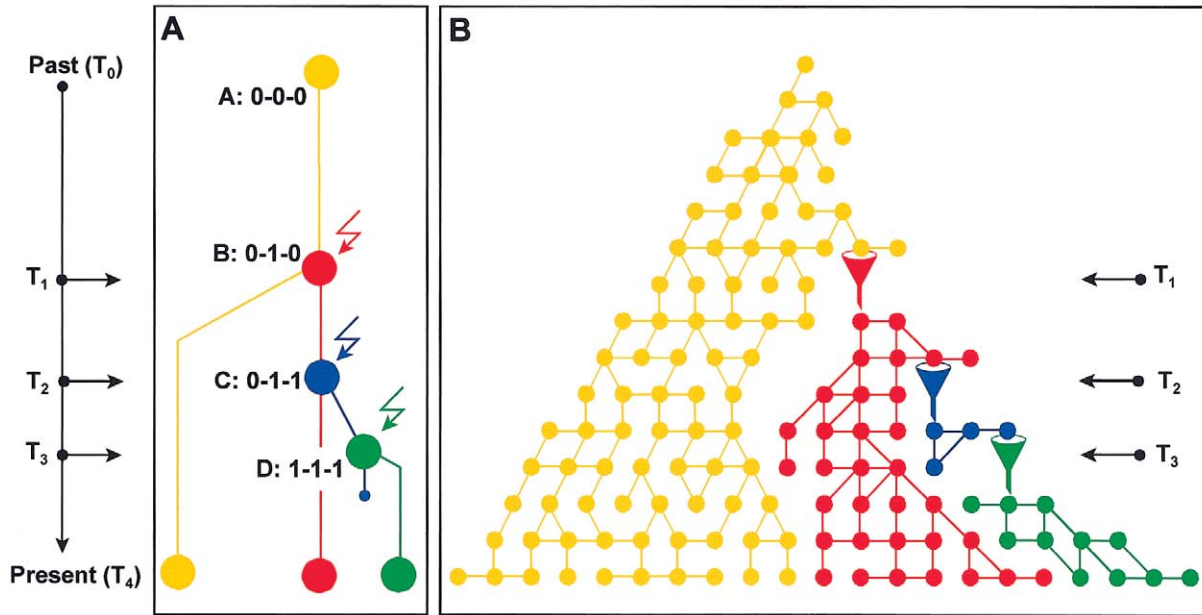 A
B
Past (T0)
A: 0-0-0
B: 0-1-0
T1
T1
C: 0-1-1
T2
T2
D: 1-1-1
T3
T3
Present (T4)